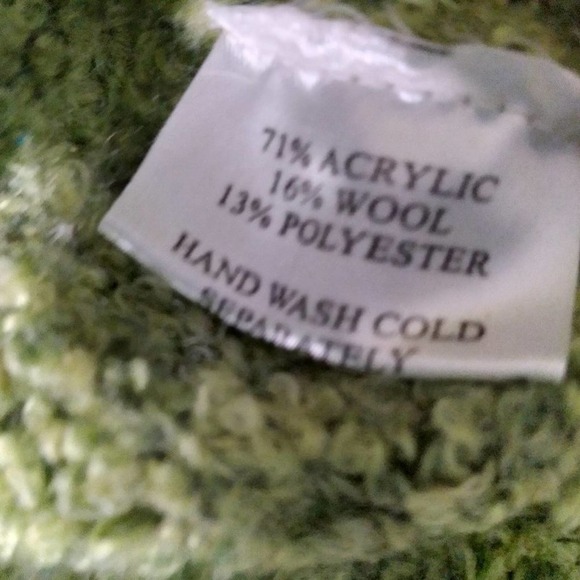 71% ACRYLIC
16% WOOL
13% POLYESTER
HAND WASH COLD
SEPARATELY